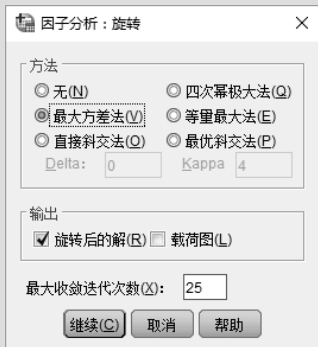 因子分析：旋转
方法
无(N) 四次幂极大法(Q)
最大方差法(V) 等量最大法(E)
直接斜交法(O) 最优斜交法(P)
Delta: 0 Kappa 4
输出
旋转后的解(R) 载荷图(L)
最大收敛迭代次数(X): 25
继续(C) 取消 帮助